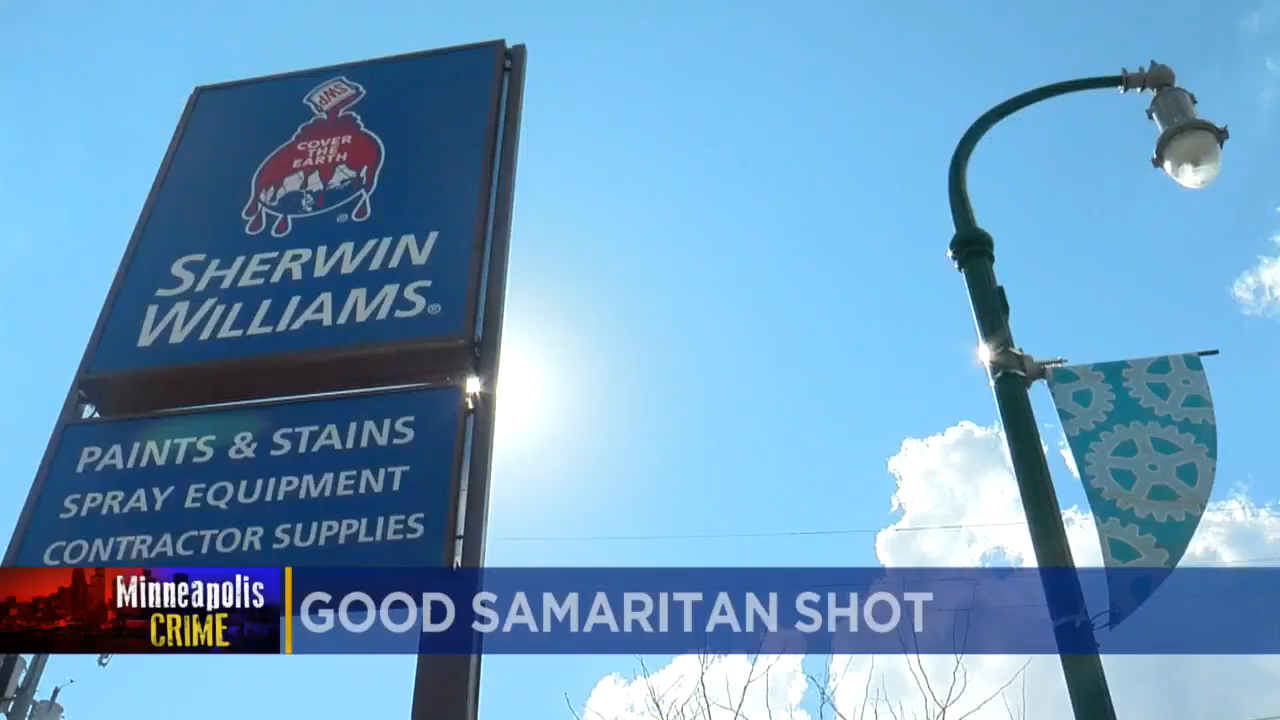 SWP
COVER
THE
EARTH
®
SHERWIN
WILLIAMS®
PAINTS & STAINS
SPRAY EQUIPMENT
CONTRACTOR SUPPLIES
Minneapolis
CRIME
GOOD SAMARITAN SHOT